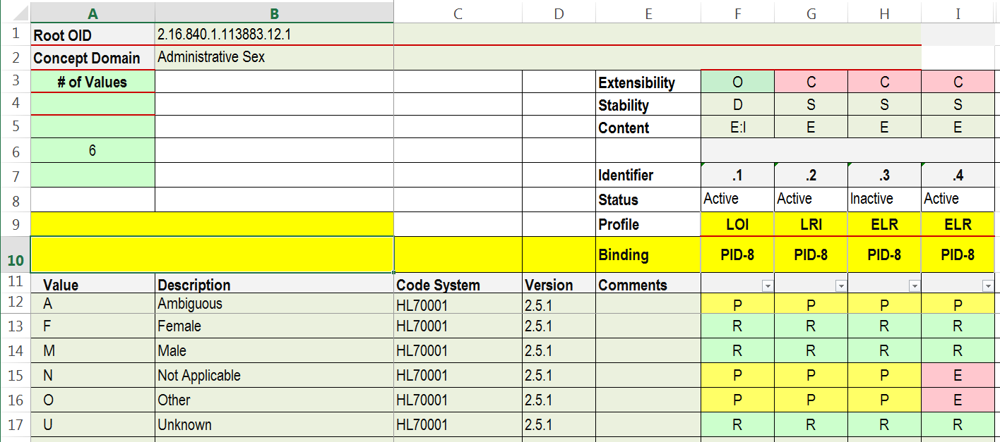 A B C D E F G H I
1 Root OID 2.16.840.1.113883.12.1
2 Concept Domain Administrative Sex
3 # of Values Extensibility O C C C
4 Stability D S S S
5 Content E:I E E E
6 6
7 Identifier .1 .2 .3 .4
8 Status Active Active Inactive Active
9 Profile LOI LRI ELR ELR
10 Binding PID-8 PID-8 PID-8 PID-8
11 Value Description Code System Version Comments
12 A Ambiguous HL70001 2.5.1 P P P P
13 F Female HL70001 2.5.1 R R R R
14 M Male HL70001 2.5.1 R R R R
15 N Not Applicable HL70001 2.5.1 P P P E
16 O Other HL70001 2.5.1 P P P E
17 U Unknown HL70001 2.5.1 R R R R